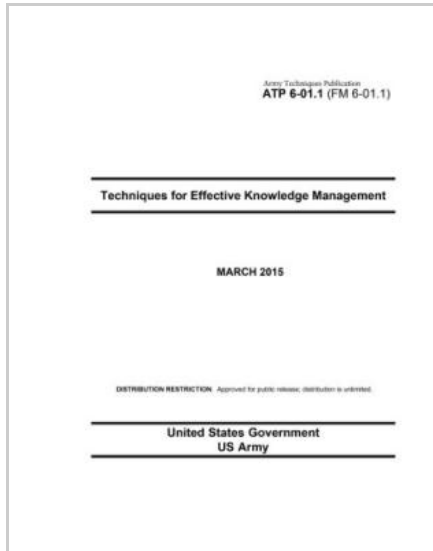 Army Techniques Publication
ATP 6-01.1 (FM 6-01.1)
Techniques for Effective Knowledge Management
MARCH 2015
DISTRIBUTION RESTRICTION: Approved for public release; distribution is unlimited.
United States Government
US Army